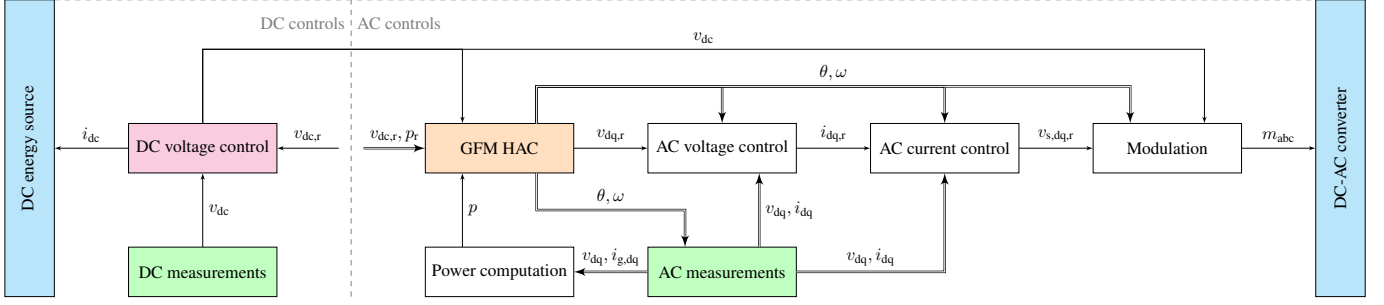 DC controls
AC controls
v_dc
θ, ω
DC energy source
i_dc
DC voltage control
v_dc,r
v_dc,r, p_r
GFM HAC
v_dq,r
AC voltage control
i_dq,r
AC current control
v_s,dq,r
Modulation
m_abc
DC-AC converter
θ, ω
v_dc
p
v_dq, i_dq
DC measurements
Power computation
v_dq, i_g,dq
AC measurements
v_dq, i_dq